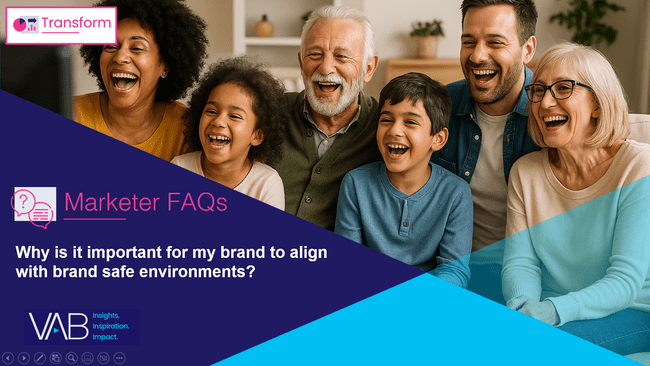 Transform
Marketer FAQs
Why is it important for my brand to align
with brand safe environments?
VAB
Insights.
Inspiration.
Impact.